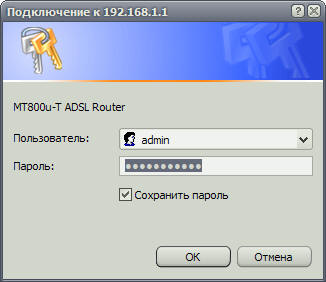 Подключение к 192.168.1.1
MT800u-T ADSL Router
Пользователь: admin
Пароль: ●●●●●●●●●●●
Сохранить пароль
OK Отмена